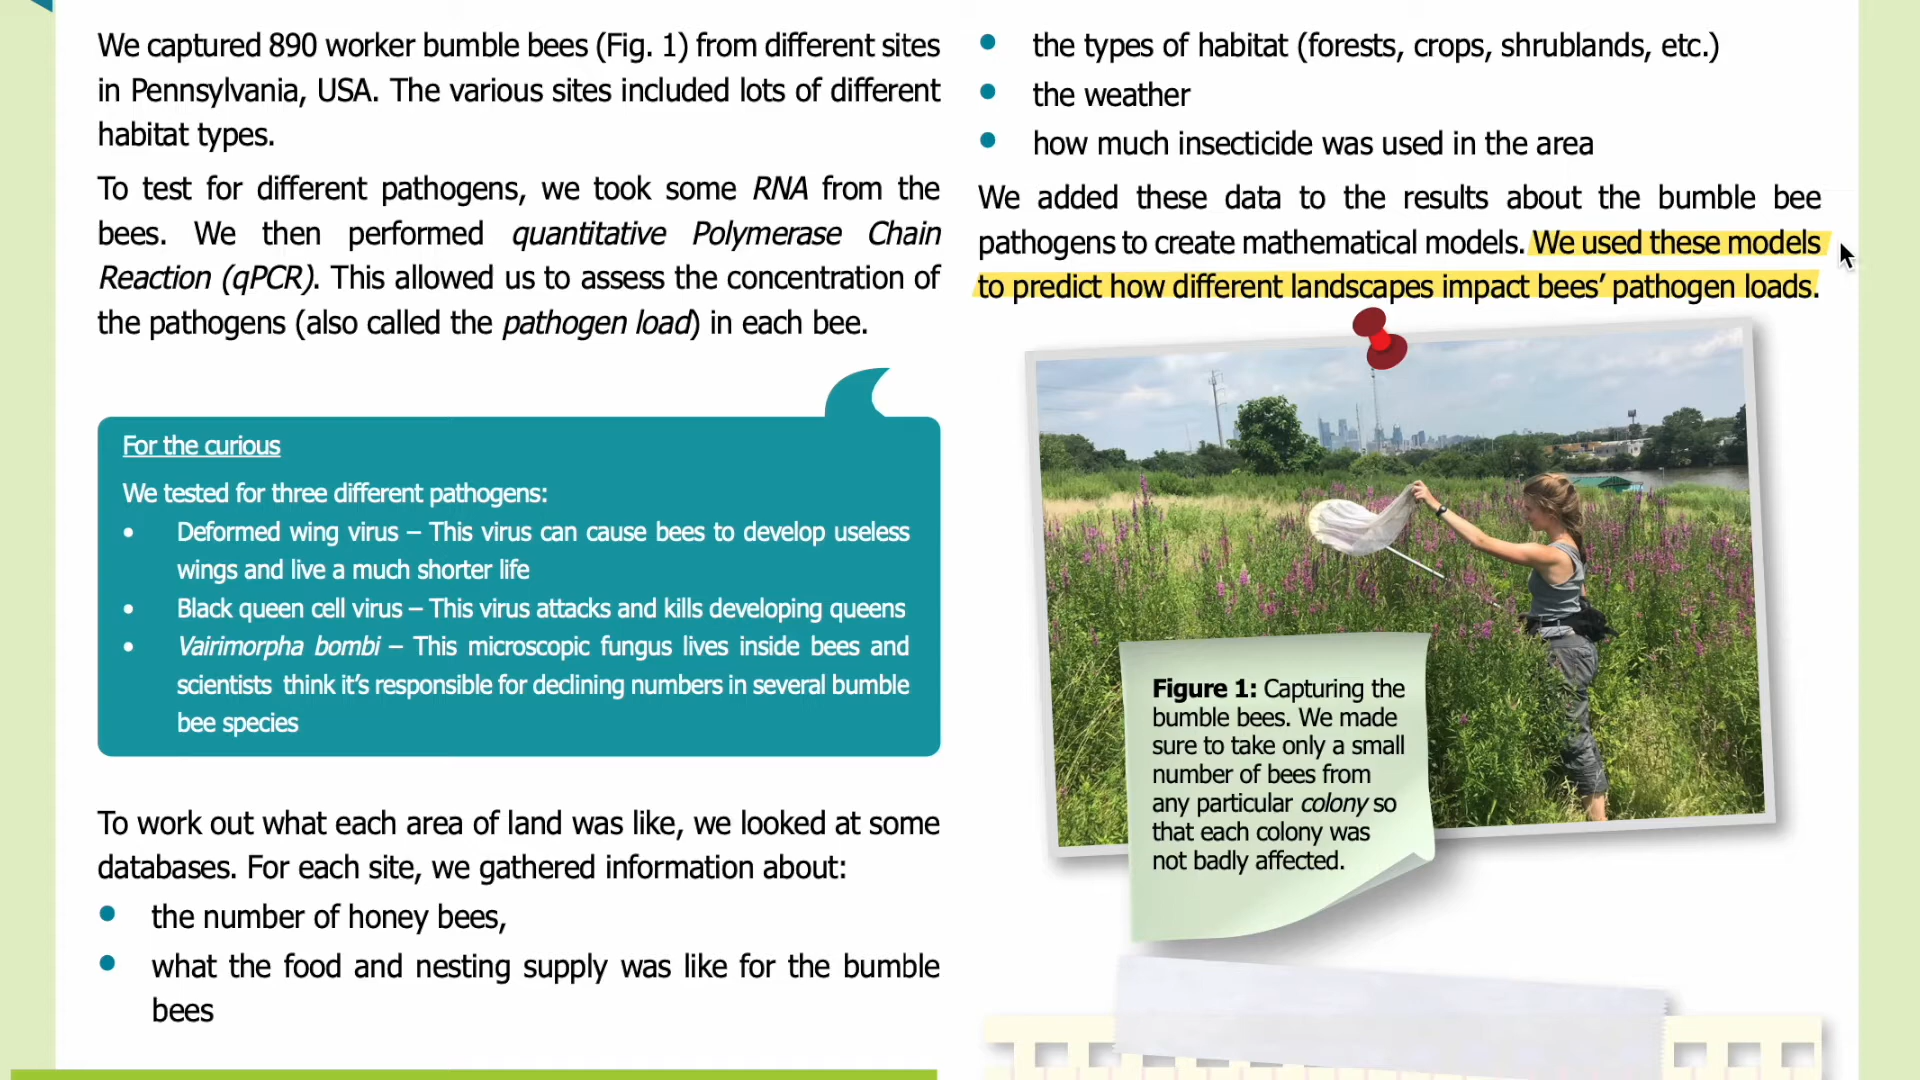 We captured 890 worker bumble bees (Fig. 1) from different sites
in Pennsylvania, USA. The various sites included lots of different
habitat types.
To test for different pathogens, we took some RNA from the
bees. We then performed quantitative Polymerase Chain
Reaction (qPCR). This allowed us to assess the concentration of
the pathogens (also called the pathogen load) in each bee.
For the curious
We tested for three different pathogens:
• Deformed wing virus – This virus can cause bees to develop useless
wings and live a much shorter life
• Black queen cell virus – This virus attacks and kills developing queens
• Vairimorpha bombi – This microscopic fungus lives inside bees and
scientists think it’s responsible for declining numbers in several bumble
bee species
To work out what each area of land was like, we looked at some
databases. For each site, we gathered information about:
• the number of honey bees,
• what the food and nesting supply was like for the bumble
bees
• the types of habitat (forests, crops, shrublands, etc.)
• the weather
• how much insecticide was used in the area
We added these data to the results about the bumble bee
pathogens to create mathematical models. We used these models
to predict how different landscapes impact bees’ pathogen loads.
Figure 1: Capturing the
bumble bees. We made
sure to take only a small
number of bees from
any particular colony so
that each colony was
not badly affected.